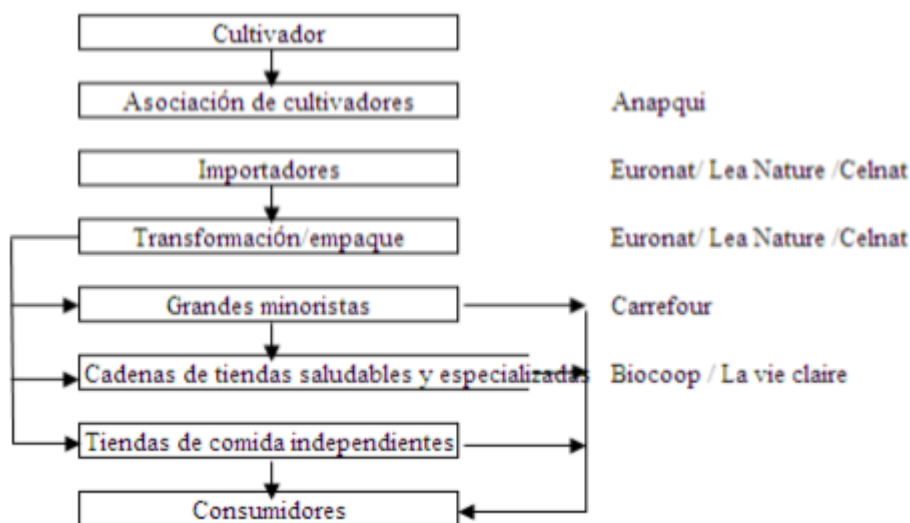 Cultivador
Asociación de cultivadores Anapqui
Importadores Euronat/ Lea Nature /Celnat
Transformación/empaque Euronat/ Lea Nature /Celnat
Grandes minoristas Carrefour
Cadenas de tiendas saludables y especializadas Biocoop / La vie claire
Tiendas de comida independientes
Consumidores